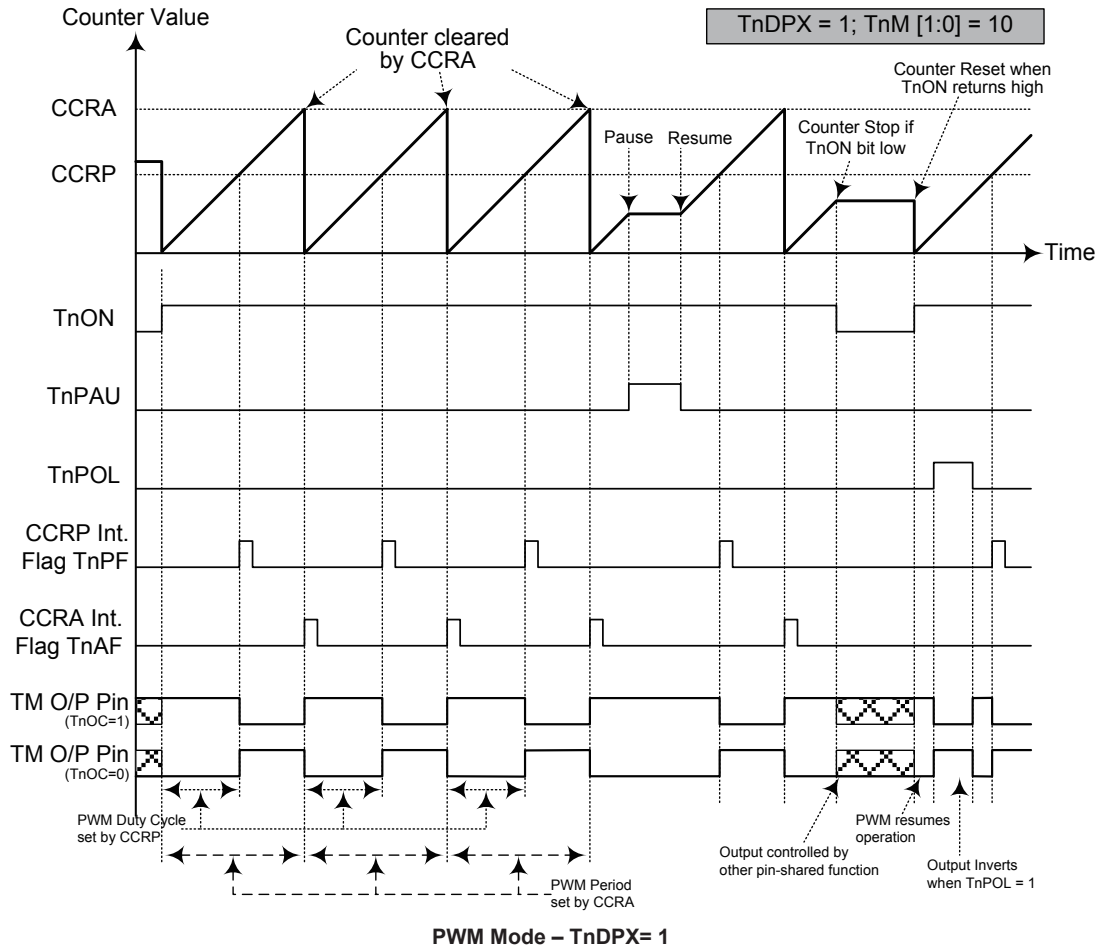 Counter Value
TnDPX = 1; TnM [1:0] = 10
Counter cleared
by CCRA
Counter Reset when
TnON returns high
CCRA
Counter Stop if
TnON bit low
Pause
Resume
CCRP
Time
TnON
TnPAU
TnPOL
CCRP Int.
Flag TnPF
CCRA Int.
Flag TnAF
TM O/P Pin
(TnOC=1)
TM O/P Pin
(TnOC=0)
PWM Duty Cycle
set by CCRP
PWM resumes
operation
Output controlled by
other pin-shared function
Output Inverts
when TnPOL = 1
PWM Period
set by CCRA
PWM Mode – TnDPX= 1